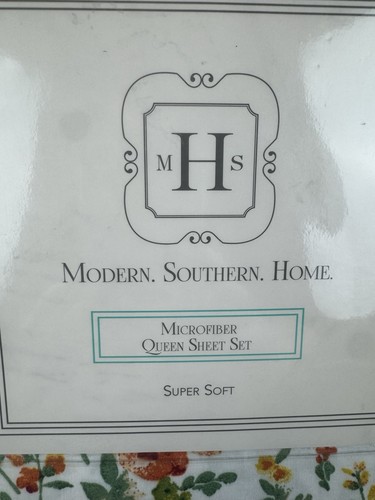 M H S
MODERN. SOUTHERN. HOME.
MICROFIBER
QUEEN SHEET SET
SUPER SOFT